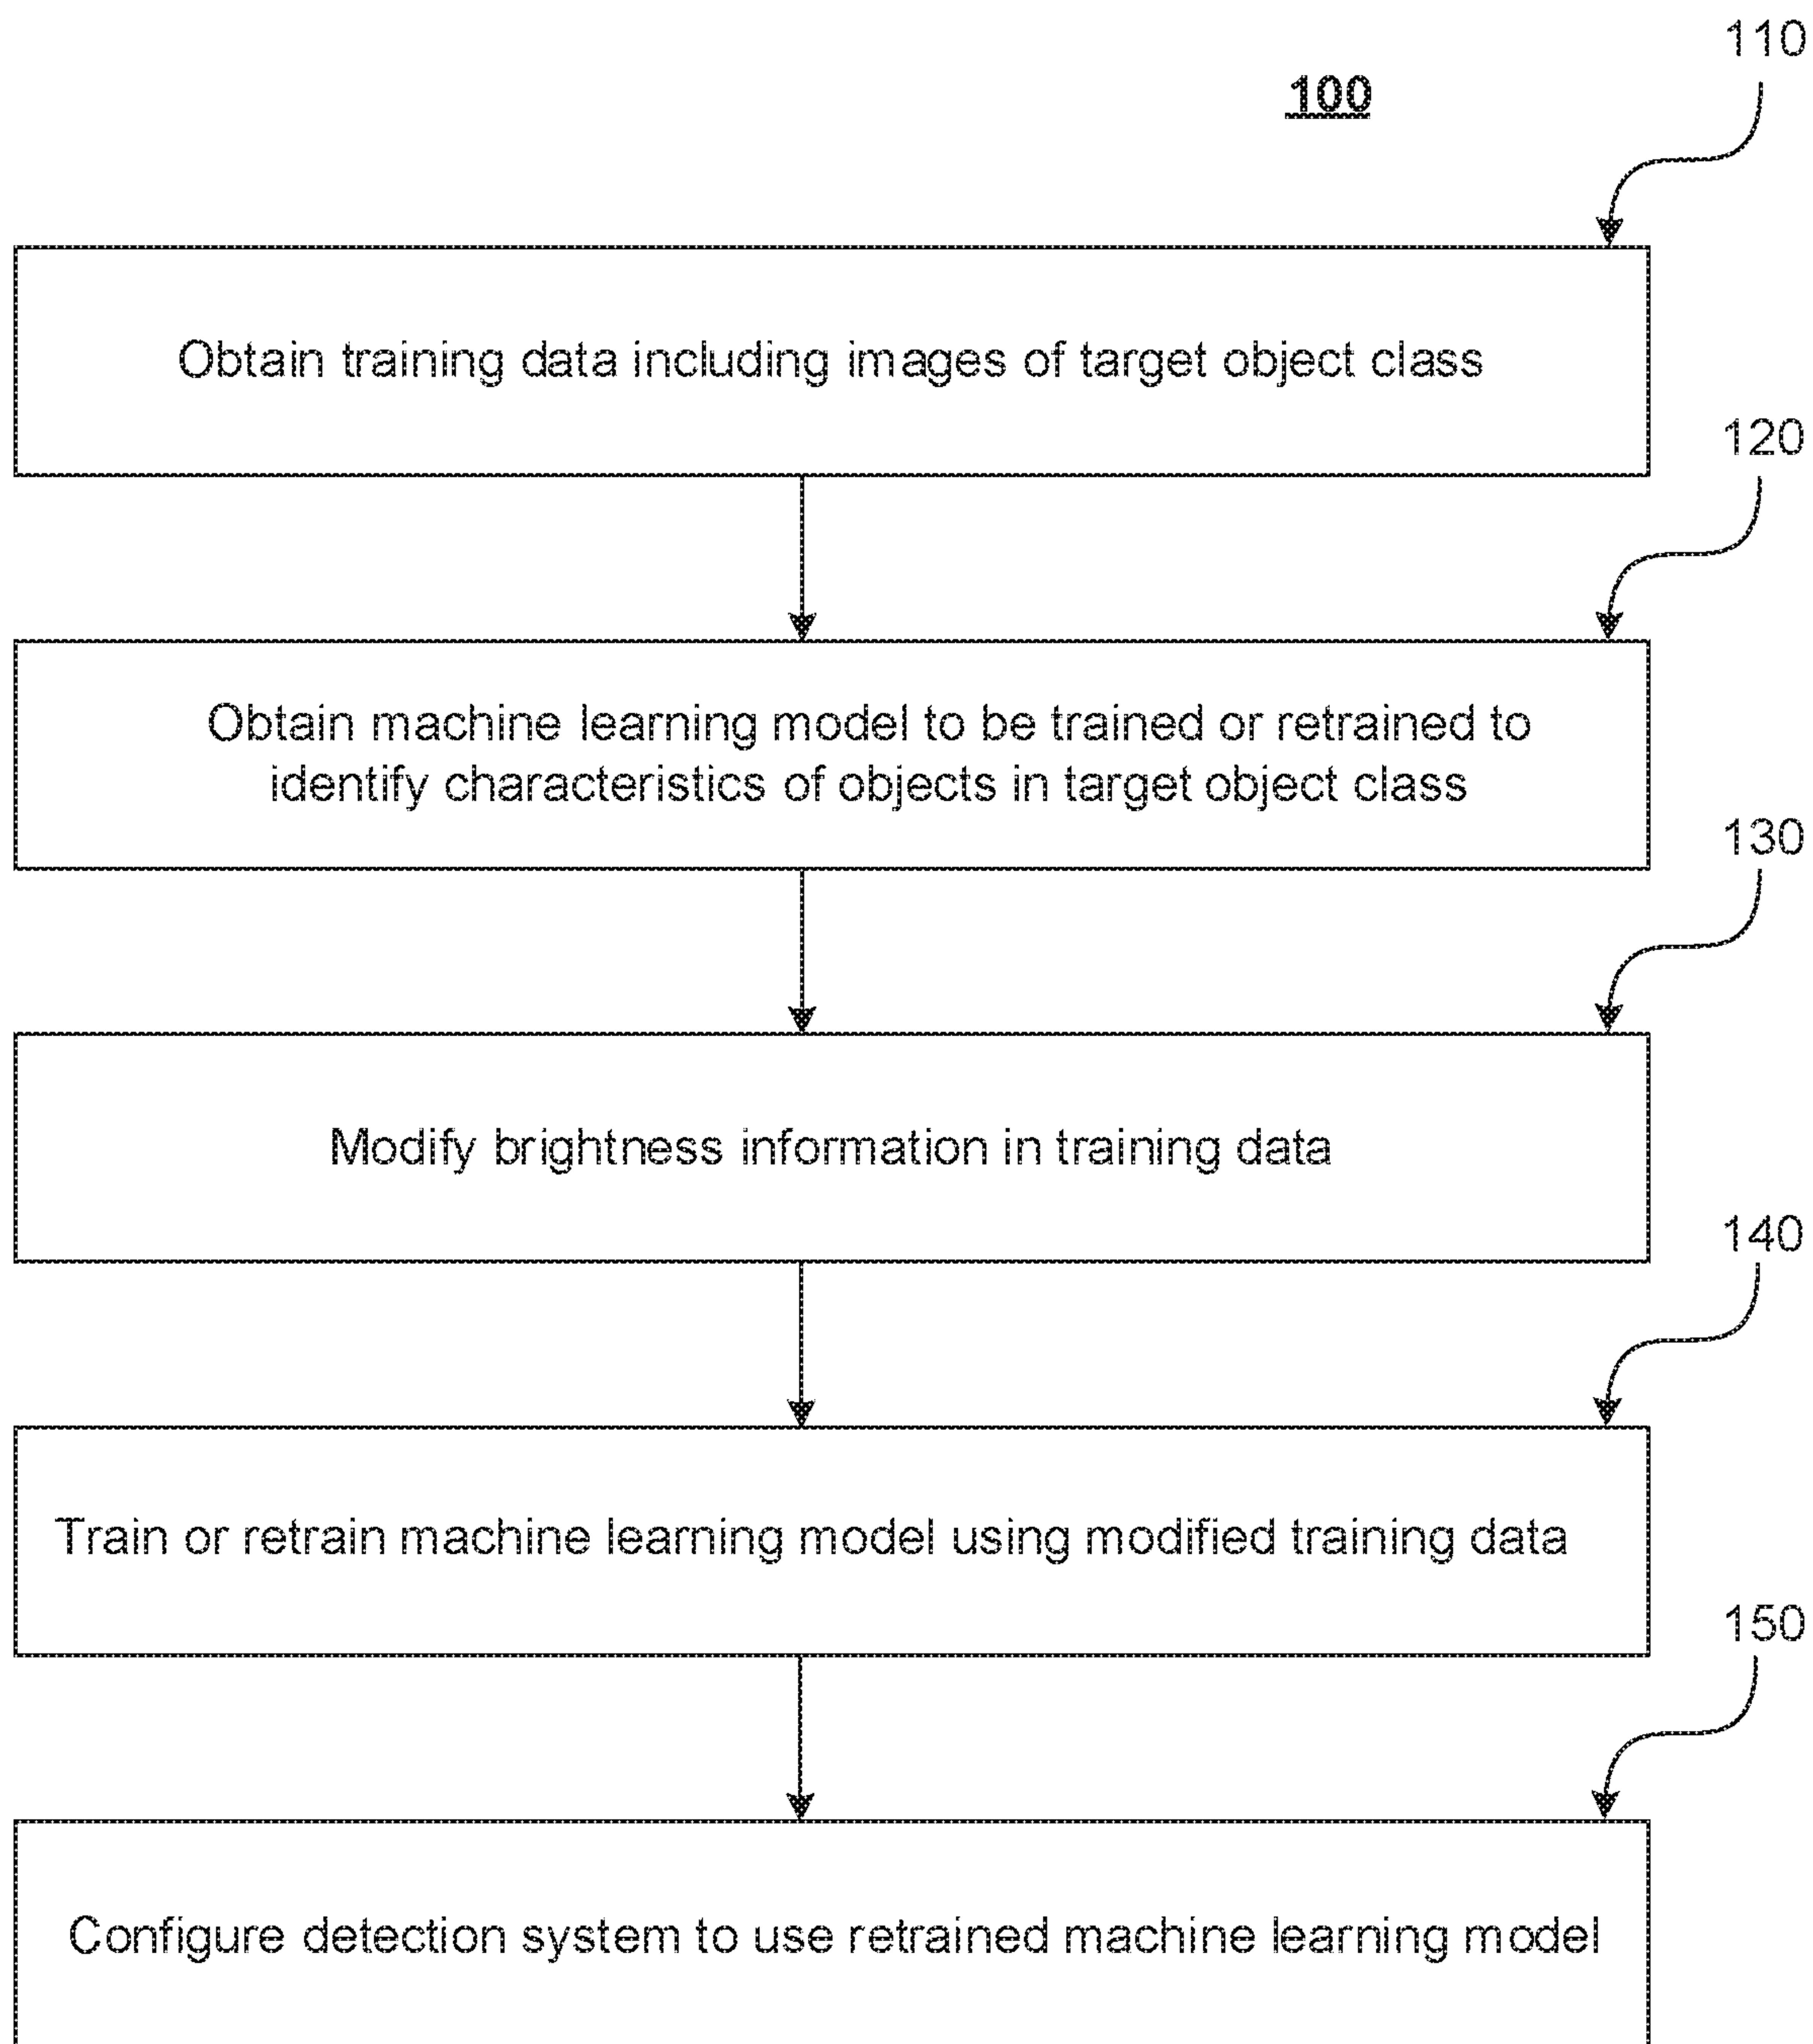 110
100
Obtain training data including images of target object class
120
Obtain machine learning model to be trained or retrained to
identify characteristics of objects in target object class
130
Modify brightness information in training data
140
Train or retrain machine learning model using modified training data
150
Configure detection system to use retrained machine learning model